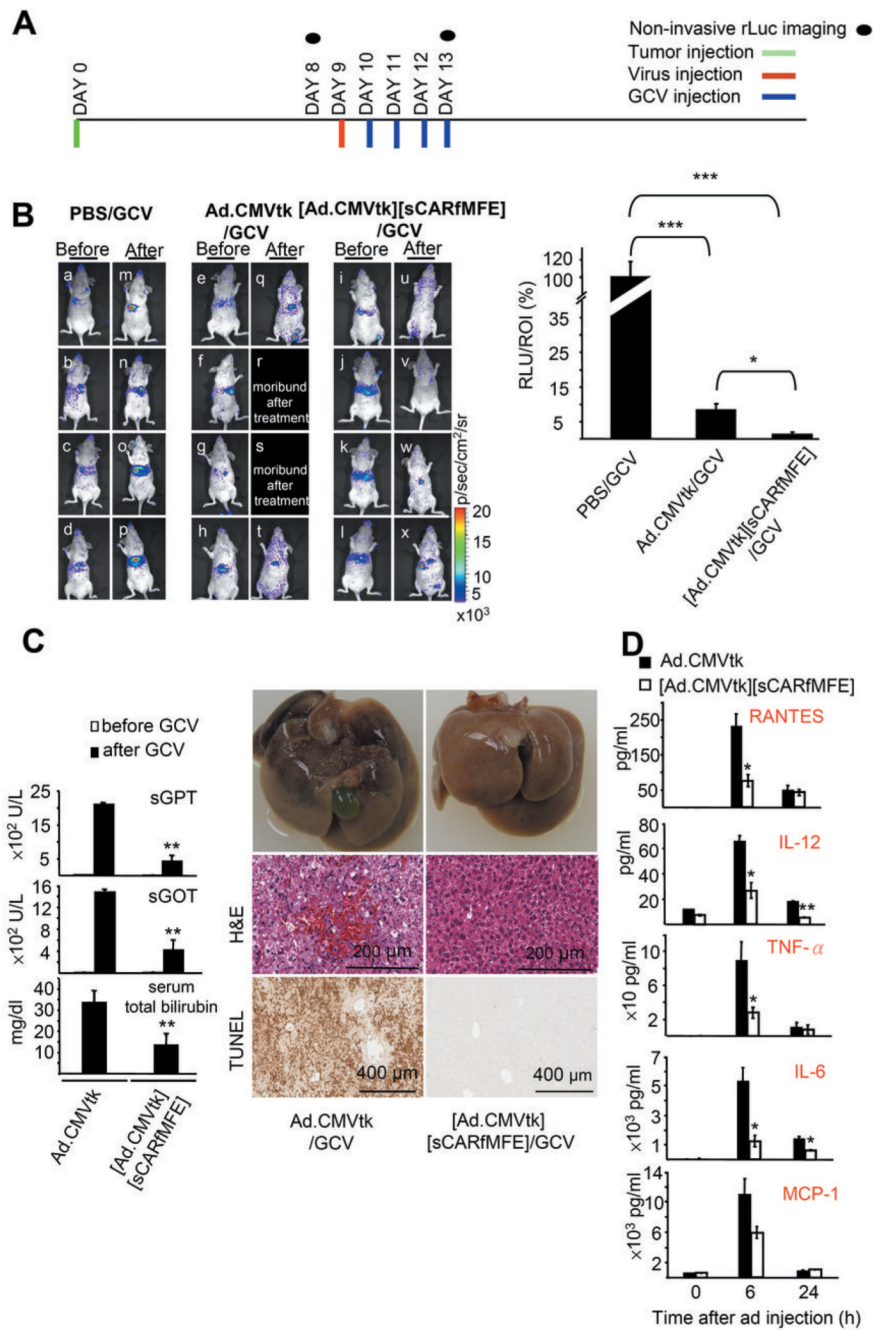 A
Non-invasive rLuc imaging
Tumor injection
Virus injection
GCV injection
DAY 0
DAY 8
DAY 9
DAY 10
DAY 11
DAY 12
DAY 13
B
PBS/GCV
Ad.CMVtk
/GCV
[Ad.CMVtk][sCARfMFE]
/GCV
Before After
Before After
Before After
a m e q i u
b n f r j v
moribund
after
treatment
c o g s k w
moribund
after
treatment
d p h t l x
p/sec/cm²/sr
20
15
10
5
x10³
***
***
*
RLU/ROI (%)
120
100
35
25
15
5
PBS/GCV
Ad.CMVtk/GCV
[Ad.CMVtk][sCARfMFE]
/GCV
C
before GCV
after GCV
x10² U/L
25
15
5
sGPT
**
x10² U/L
16
12
8
4
sGOT
**
mg/dl
40
30
20
10
serum
total bilirubin
**
Ad.CMVtk
[Ad.CMVtk]
[sCARfMFE]
H&E
200 µm
200 µm
TUNEL
400 µm
400 µm
Ad.CMVtk
/GCV
[Ad.CMVtk]
[sCARfMFE]/GCV
D
Ad.CMVtk
[Ad.CMVtk][sCARfMFE]
RANTES
pg/ml
250
150
50
*
IL-12
pg/ml
80
60
40
20
*
**
TNF-α
x10 pg/ml
10
6
2
*
IL-6
x10³ pg/ml
7
5
3
1
*
*
MCP-1
x10³ pg/ml
14
10
6
2
0 6 24
Time after ad injection (h)